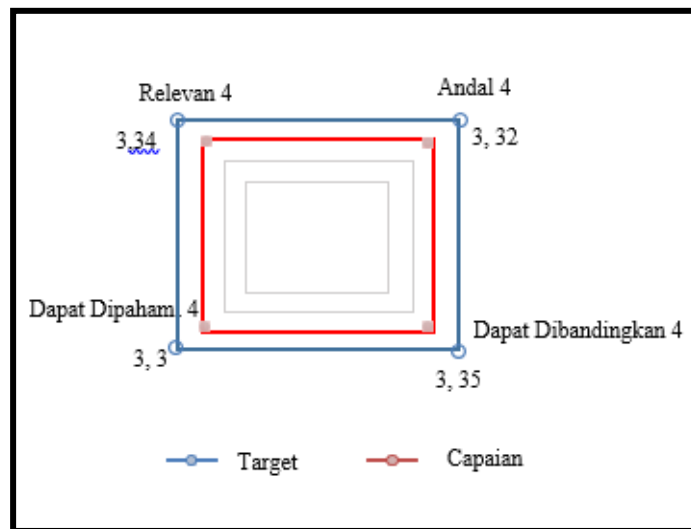 Relevan 4
Andal 4
3,34
3, 32
Dapat Dipaham. 4
3, 3
Dapat Dibandingkan 4
3, 35
Target
Capaian